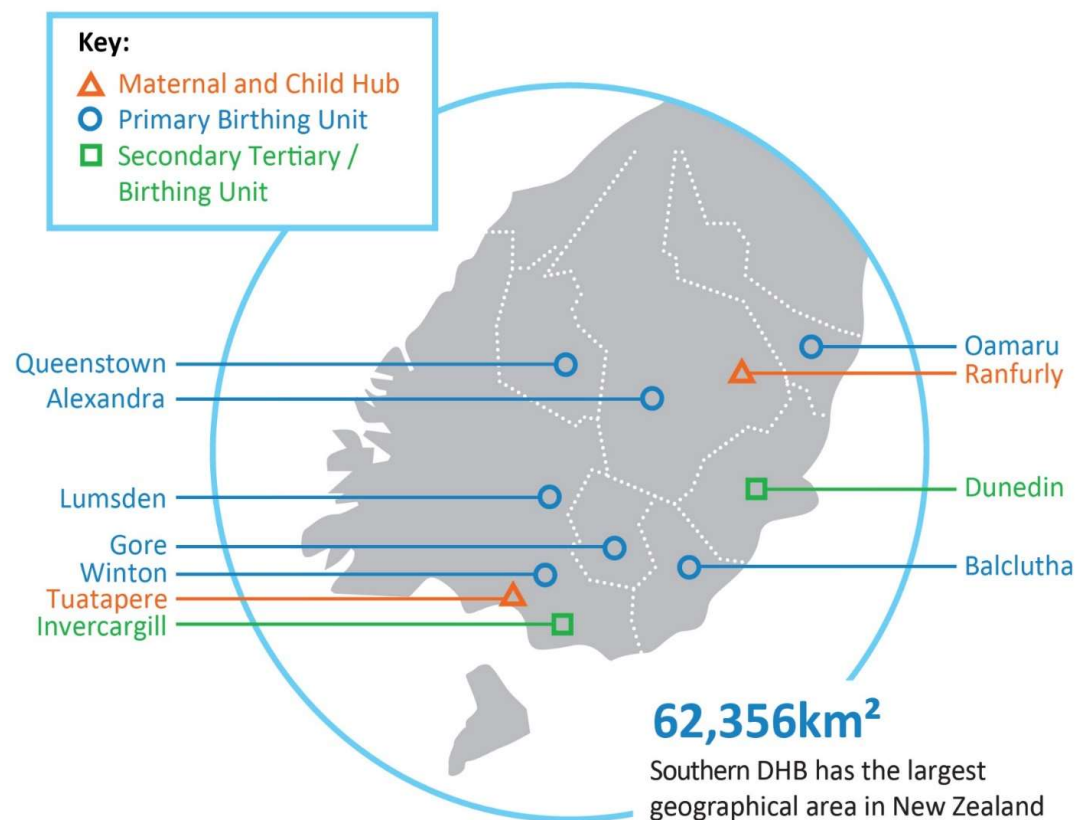 Key:
Maternal and Child Hub
Primary Birthing Unit
Secondary Tertiary /
Birthing Unit
Queenstown
Alexandra
Lumsden
Gore
Winton
Tuatapere
Invercargill
Oamaru
Ranfurly
Dunedin
Balclutha
62,356km²
Southern DHB has the largest
geographical area in New Zealand